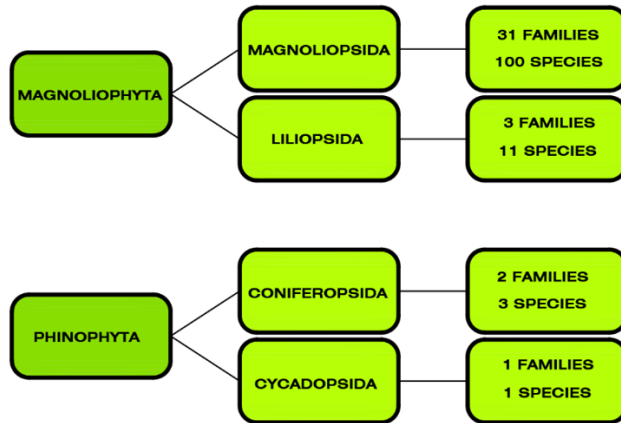 MAGNOLIOPHYTA
MAGNOLIOPSIDA
31 FAMILIES
100 SPECIES
LILIOPSIDA
3 FAMILIES
11 SPECIES
PHINOPHYTA
CONIFEROPSIDA
2 FAMILIES
3 SPECIES
CYCADOPSIDA
1 FAMILIES
1 SPECIES